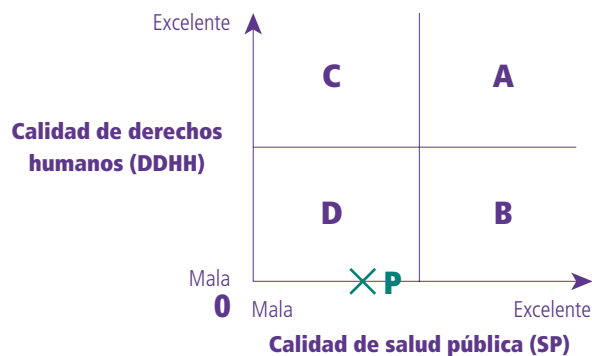 Excelente
C
A
Calidad de derechos
humanos (DDHH)
D
B
Mala
P
0
Mala
Excelente
Calidad de salud pública (SP)